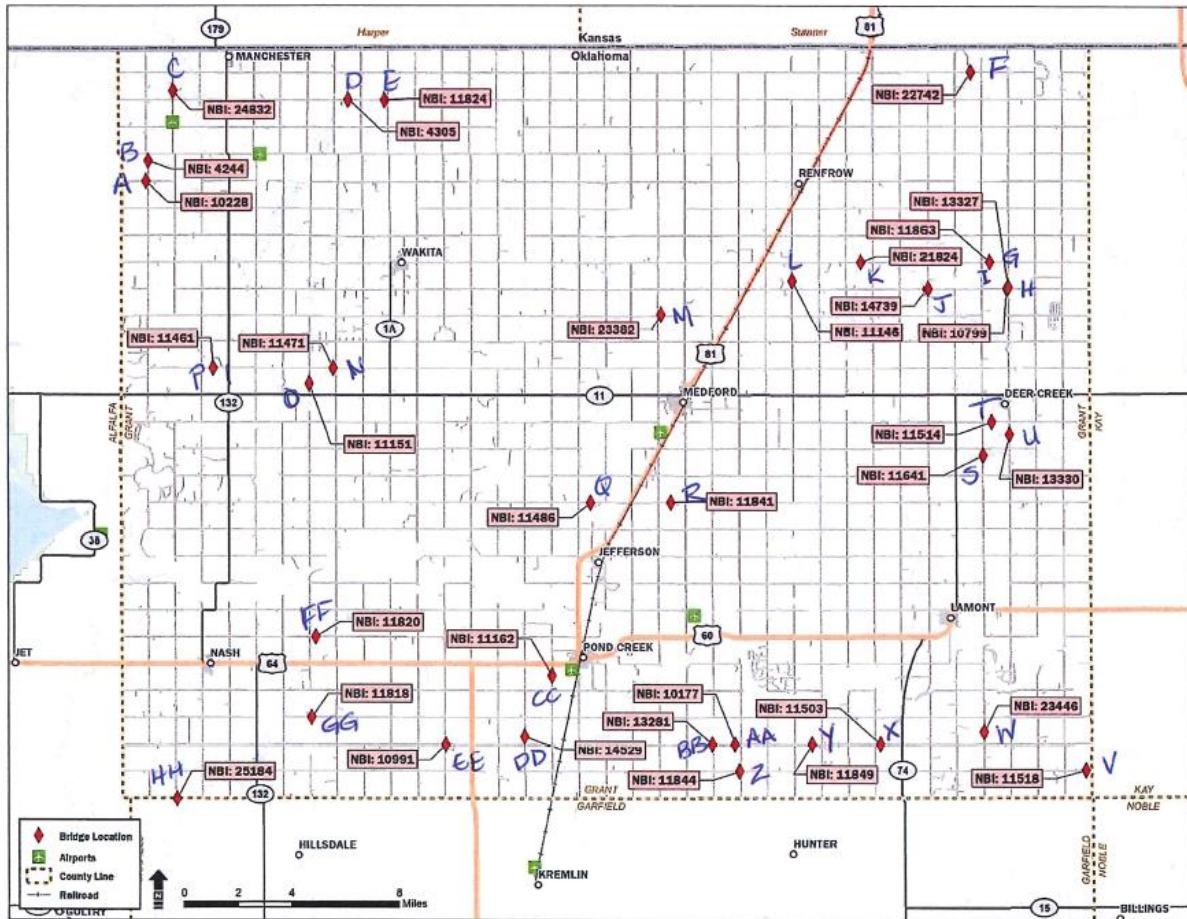 179
Harper
Kansas
Sumner
81
Oklahoma
MANCHESTER
C
D
E
F
NBI: 11824
NBI: 22742
NBI: 24832
NBI: 4305
B
NBI: 4244
A
NBI: 10228
RENFROW
NBI: 13327
NBI: 11863
NBI: 21824
WAKITA
L
K
I
G
NBI: 14739
J
H
M
NBI: 23382
NBI: 11146
NBI: 10799
1A
NBI: 11461
NBI: 11471
81
P
N
O
MEDFORD
11
132
DEER CREEK
ALFALFA
GRANT
GRANT
KAY
T
NBI: 11514
U
NBI: 11151
NBI: 11641
S
NBI: 13330
Q
R
NBI: 11486
NBI: 11841
38
JEFFERSON
FF
NBI: 11820
LAMONT
NBI: 11162
60
JET
NASH
64
POND CREEK
CC
NBI: 11818
NBI: 10177
NBI: 11503
NBI: 23446
GG
NBI: 13281
BB
AA
Y
X
W
NBI: 10991
EE
DD
NBI: 14529
NBI: 11844
Z
NBI: 11849
74
NBI: 11518
V
HH
NBI: 25184
132
GRANT
GARFIELD
KAY
NOBLE
Bridge Location
Airports
County Line
Railroad
HILLSDALE
HUNTER
GARFIELD
NOBLE
KREMLIN
N
0 2 4 8
Miles
GOLTRY
15
BILLINGS